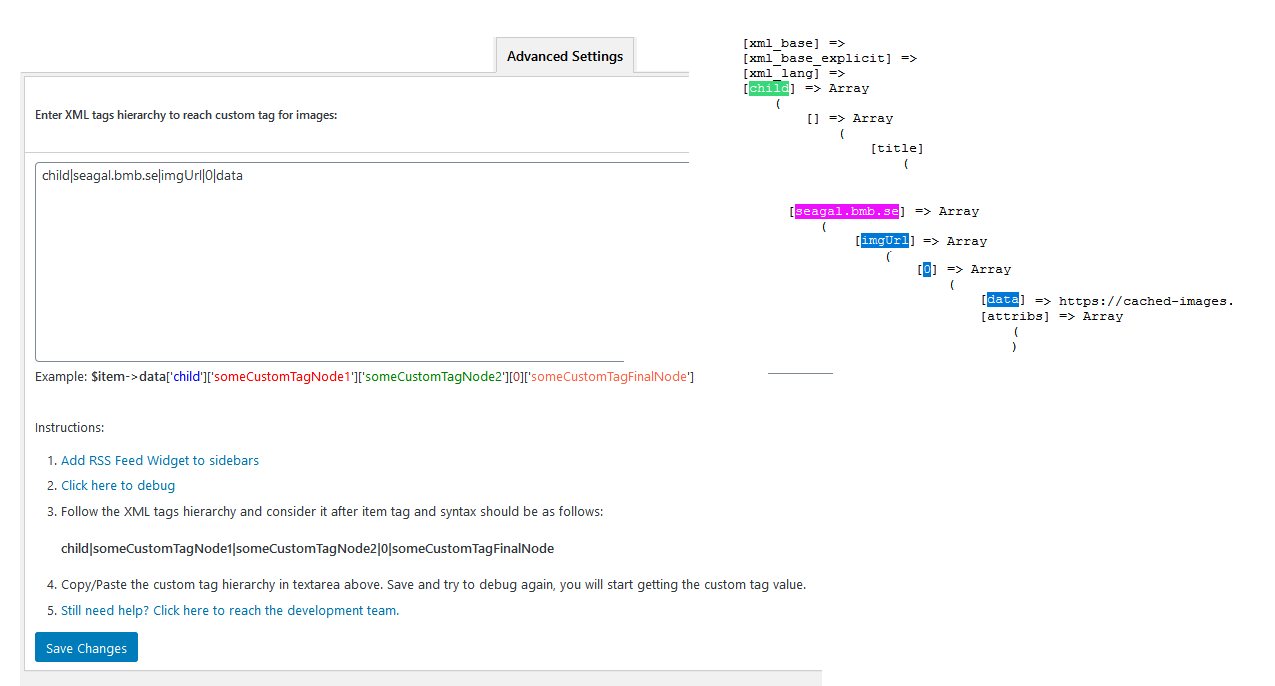 Advanced Settings
Enter XML tags hierarchy to reach custom tag for images:
child|seagal.bmb.se|imgUrl|0|data
Example: $item->data['child']['someCustomTagNode1']['someCustomTagNode2'][0]['someCustomTagFinalNode']
Instructions:
1. Add RSS Feed Widget to sidebars
2. Click here to debug
3. Follow the XML tags hierarchy and consider it after item tag and syntax should be as follows:
child|someCustomTagNode1|someCustomTagNode2|0|someCustomTagFinalNode
4. Copy/Paste the custom tag hierarchy in textarea above. Save and try to debug again, you will start getting the custom tag value.
5. Still need help? Click here to reach the development team.
Save Changes
[xml_base] =>
[xml_base_explicit] =>
[xml_lang] =>
[child] => Array
(
[] => Array
(
[title]
(
[seagal.bmb.se] => Array
(
[imgUrl] => Array
(
[0] => Array
(
[data] => https://cached-images.
[attribs] => Array
(
)